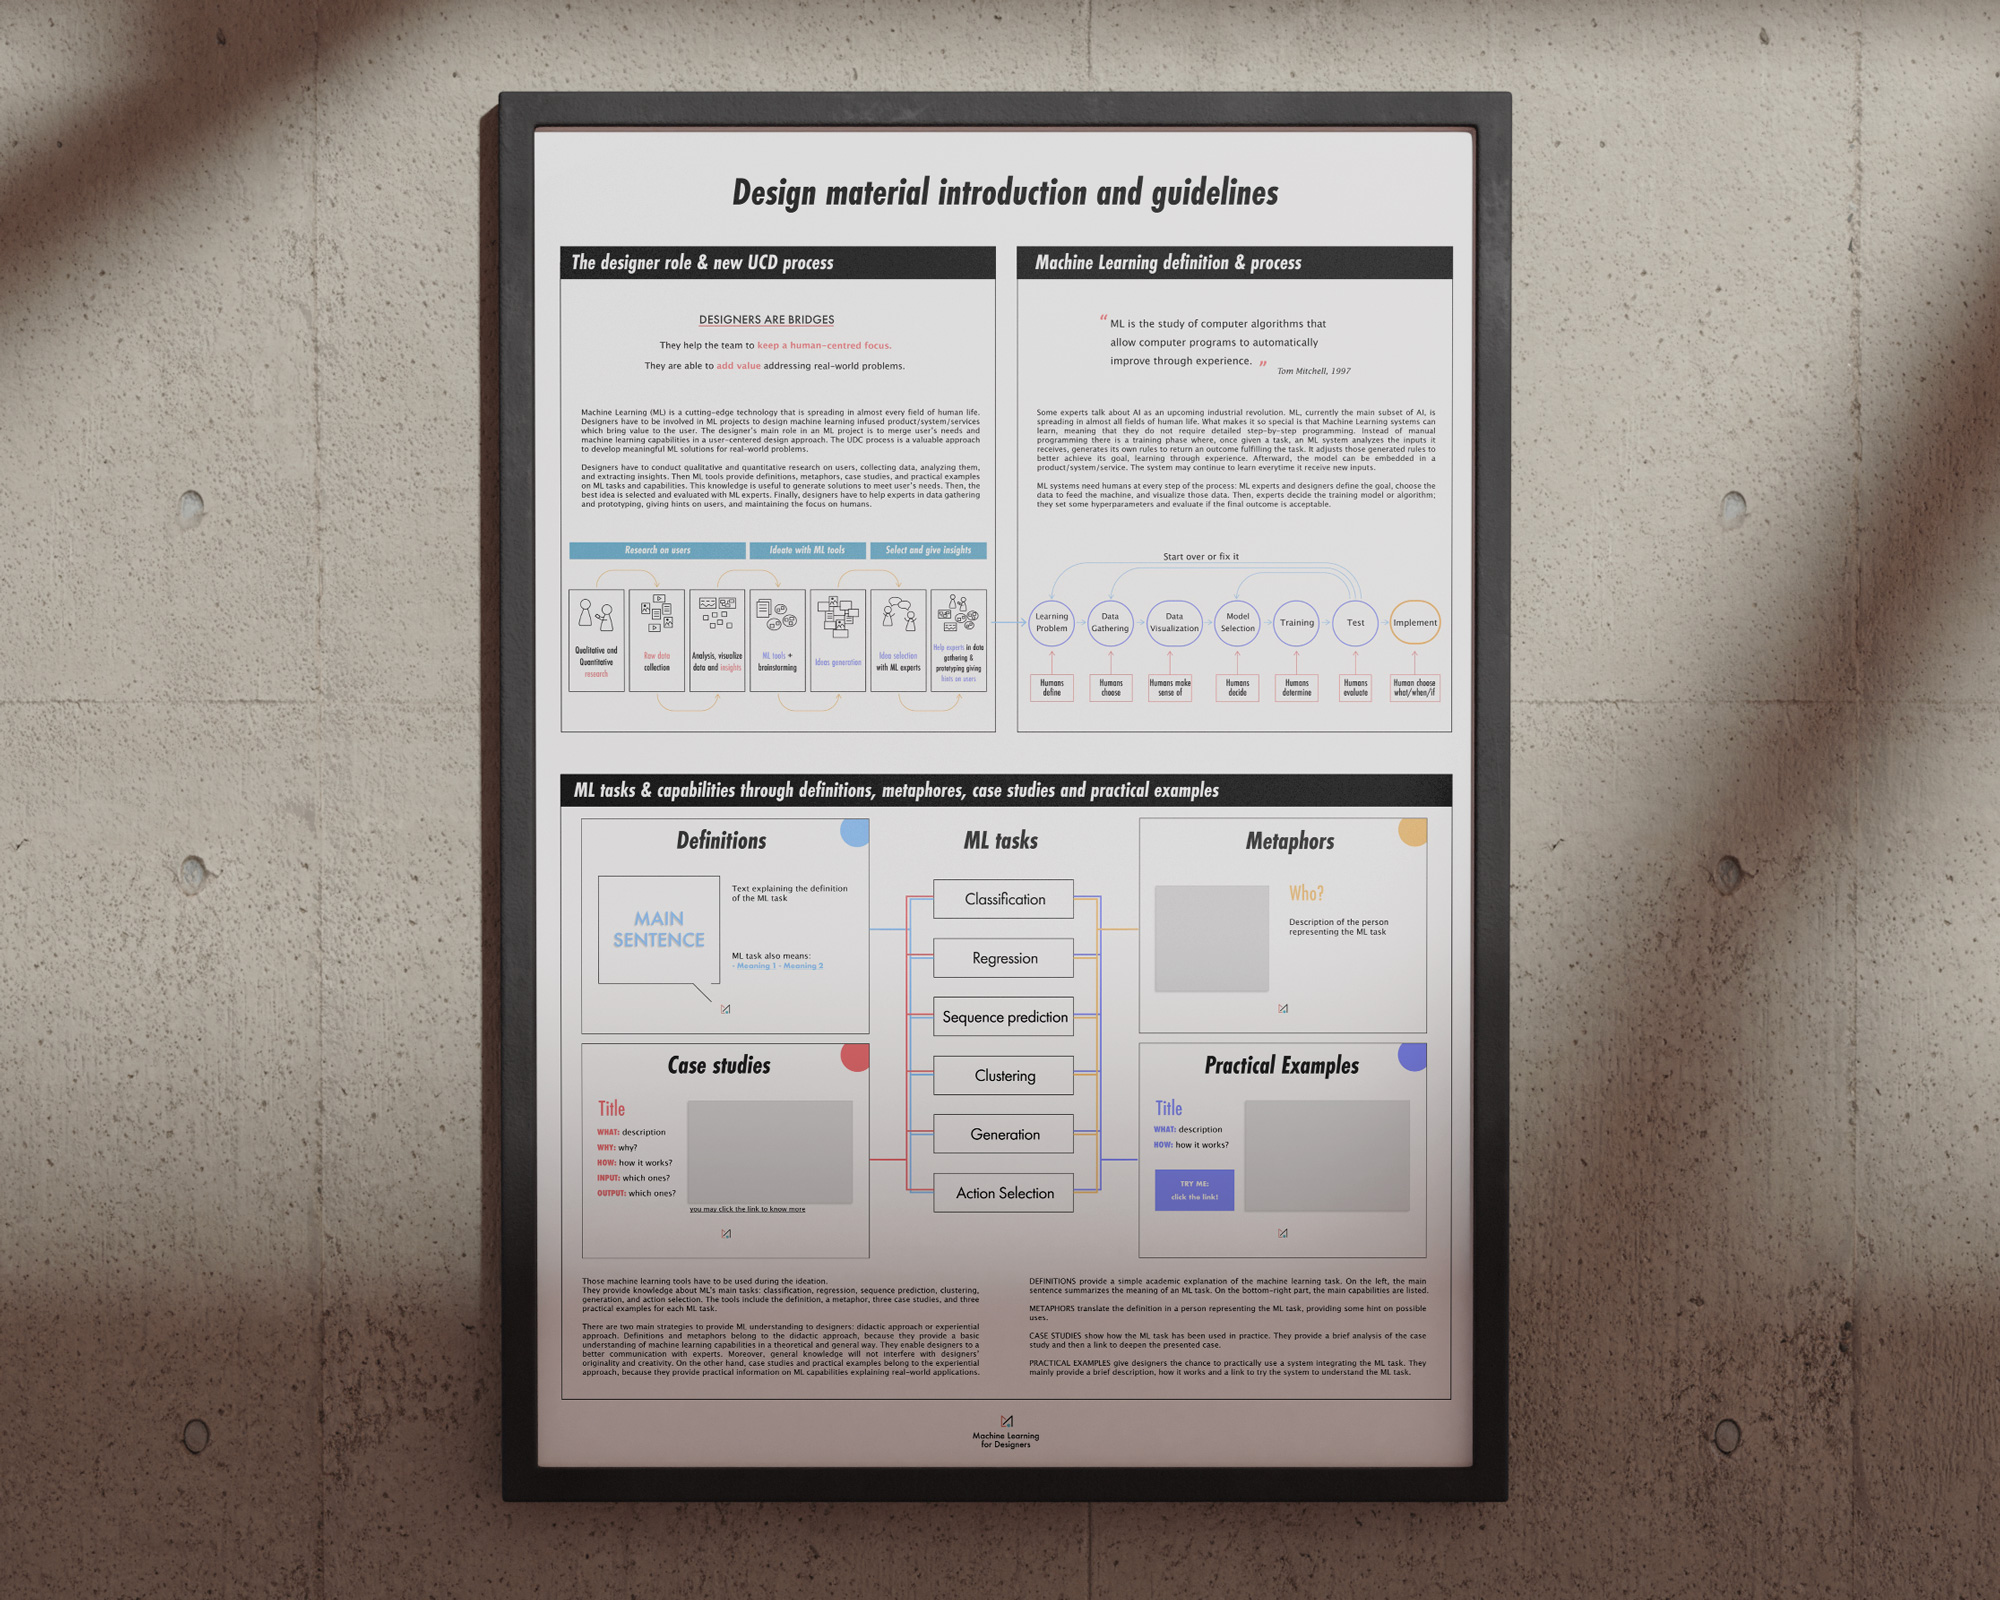 Design material introduction and guidelines
The designer role & new UCD process
DESIGNERS ARE BRIDGES
They help the team to keep a human-centred focus.
They are able to add value addressing real-world problems.
Machine Learning (ML) is a cutting-edge technology that is spreading in almost every field of human life.
Designers have to be involved in ML projects to design machine learning infused product/system/services
which bring value to the user. The designer's main role in an ML project is to merge user's needs and
machine learning capabilities in a user-centered design approach. The UDC process is a valuable approach
to develop meaningful ML solutions for real-world problems.
Designers have to conduct qualitative and quantitative research on users, collecting data, analyzing them,
and extracting insights. Then ML tools provide definitions, metaphors, case studies, and practical examples
on ML tasks and capabilities. This knowledge is useful to generate solutions to meet user's needs. Then, the
best idea is selected and evaluated with ML experts. Finally, designers have to help experts in data gathering
and prototyping, giving hints on users, and maintaining the focus on humans.
Research on users
Ideate with ML tools
Select and give insights
Qualitative and
Quantitative
research
Raw data
collection
Analysis, visualize
data and insights
ML tools +
brainstorming
Ideas generation
Idea selection
with ML experts
Help experts in data
gathering &
prototyping giving
hints on users
Machine Learning definition & process
“ ML is the study of computer algorithms that
allow computer programs to automatically
improve through experience. ”
Tom Mitchell, 1997
Some experts talk about AI as an upcoming industrial revolution. ML, currently the main subset of AI, is
spreading in almost all fields of human life. What makes it so special is that Machine Learning systems can
learn, meaning that they do not require detailed step-by-step programming. Instead of manual
programming there is a training phase where, once given a task, an ML system analyzes the inputs it
receives, generates its own rules to return an outcome fulfilling the task. It adjusts those generated rules to
better achieve its goal, learning through experience. Afterward, the model can be embedded in a
product/system/service. The system may continue to learn everytime it receive new inputs.
ML systems need humans at every step of the process: ML experts and designers define the goal, choose the
data to feed the machine, and visualize those data. Then, experts decide the training model or algorithm;
they set some hyperparameters and evaluate if the final outcome is acceptable.
Start over or fix it
Learning
Problem
Data
Gathering
Data
Visualization
Model
Selection
Training
Test
Implement
Humans
define
Humans
choose
Humans make
sense of
Humans
decide
Humans
determine
Humans
evaluate
Human choose
what/when/if
ML tasks & capabilities through definitions, metaphores, case studies and practical examples
Definitions
MAIN
SENTENCE
Text explaining the definition
of the ML task
ML task also means:
- Meaning 1 - Meaning 2
Case studies
Title
WHAT: description
WHY: why?
HOW: how it works?
INPUT: which ones?
OUTPUT: which ones?
you may click the link to know more
ML tasks
Classification
Regression
Sequence prediction
Clustering
Generation
Action Selection
Metaphors
Who?
Description of the person
representing the ML task
Practical Examples
Title
WHAT: description
HOW: how it works?
TRY ME:
click the link!
Those machine learning tools have to be used during the ideation.
They provide knowledge about ML's main tasks: classification, regression, sequence prediction, clustering,
generation, and action selection. The tools include the definition, a metaphor, three case studies, and three
practical examples for each ML task.
There are two main strategies to provide ML understanding to designers: didactic approach or experiential
approach. Definitions and metaphors belong to the didactic approach, because they provide a basic
understanding of machine learning capabilities in a theoretical and general way. They enable designers to a
better communication with experts. Moreover, general knowledge will not interfere with designers'
originality and creativity. On the other hand, case studies and practical examples belong to the experiential
approach, because they provide practical information on ML capabilities explaining real-world applications.
DEFINITIONS provide a simple academic explanation of the machine learning task. On the left, the main
sentence summarizes the meaning of an ML task. On the bottom-right part, the main capabilities are listed.
METAPHORS translate the definition in a person representing the ML task, providing some hint on possible
uses.
CASE STUDIES show how the ML task has been used in practice. They provide a brief analysis of the case
study and then a link to deepen the presented case.
PRACTICAL EXAMPLES give designers the chance to practically use a system integrating the ML task. They
mainly provide a brief description, how it works and a link to try the system to understand the ML task.
Machine Learning
for Designers